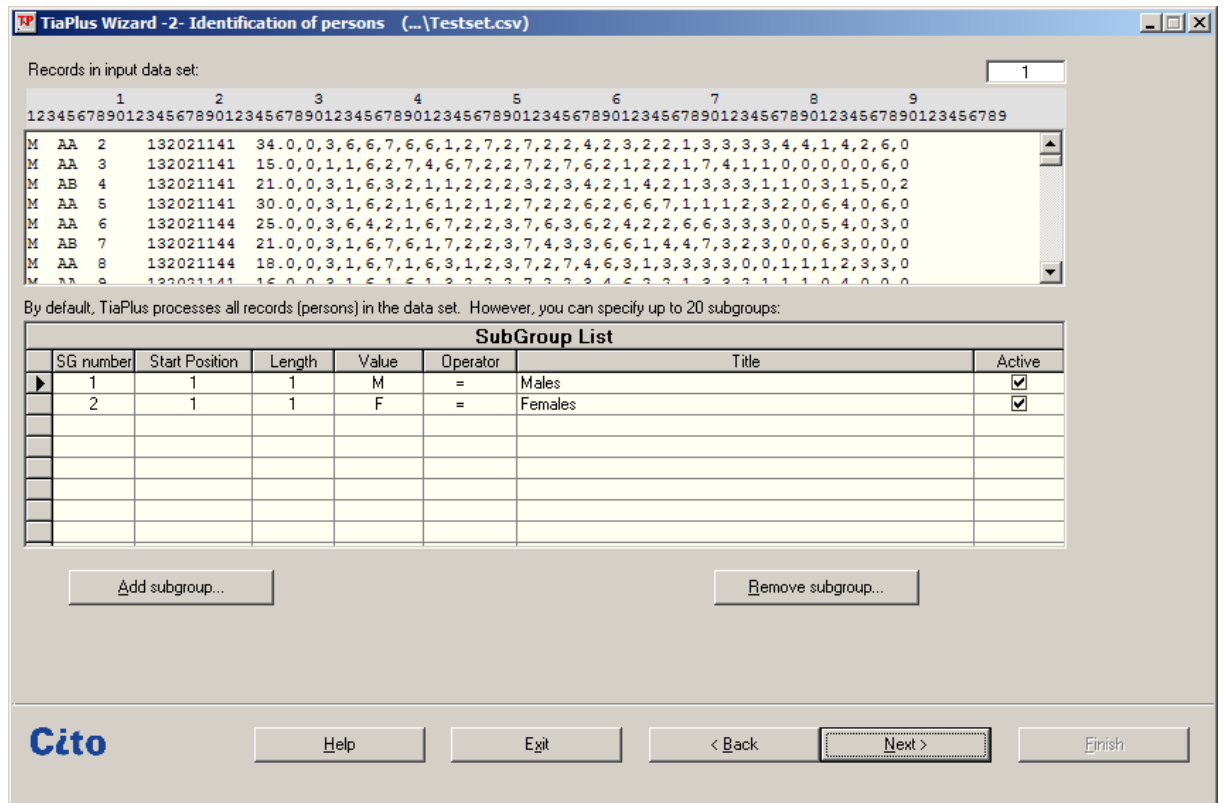 TiaPlus Wizard -2- Identification of persons (...\Testset.csv)
Records in input data set: 1
1 2 3 4 5 6 7 8 9
123456789012345678901234567890123456789012345678901234567890123456789012345678901234567890123456789
M AA 2 132021141 34.0,0,3,6,6,7,6,6,1,2,7,2,7,2,2,4,2,3,2,2,1,3,3,3,3,4,4,1,4,2,6,0
M AA 3 132021141 15.0,0,1,1,6,2,7,4,6,7,2,2,7,2,7,6,2,1,2,2,1,7,4,1,1,0,0,0,0,0,6,0
M AB 4 132021141 21.0,0,3,1,6,3,2,1,1,2,2,2,3,2,3,4,2,1,4,2,1,3,3,3,1,1,0,3,1,5,0,2
M AA 5 132021141 30.0,0,3,1,6,2,1,6,1,2,1,2,7,2,2,6,2,6,6,7,1,1,1,2,3,2,0,6,4,0,6,0
M AA 6 132021144 25.0,0,3,6,4,2,1,6,7,2,2,3,7,6,3,6,2,4,2,2,6,6,3,3,3,0,0,5,4,0,3,0
M AB 7 132021144 21.0,0,3,1,6,7,6,1,7,2,2,3,7,4,3,3,6,6,1,4,4,7,3,2,3,0,0,6,3,0,0,0
M AA 8 132021144 18.0,0,3,1,6,7,1,6,3,1,2,3,7,2,7,4,6,3,1,3,3,3,3,0,0,1,1,1,2,3,3,0
By default, TiaPlus processes all records (persons) in the data set. However, you can specify up to 20 subgroups:
SubGroup List
SG number Start Position Length Value Operator Title Active
1 1 1 M = Males
2 1 1 F = Females
Add subgroup... Remove subgroup...
Cito Help Exit < Back Next > Finish